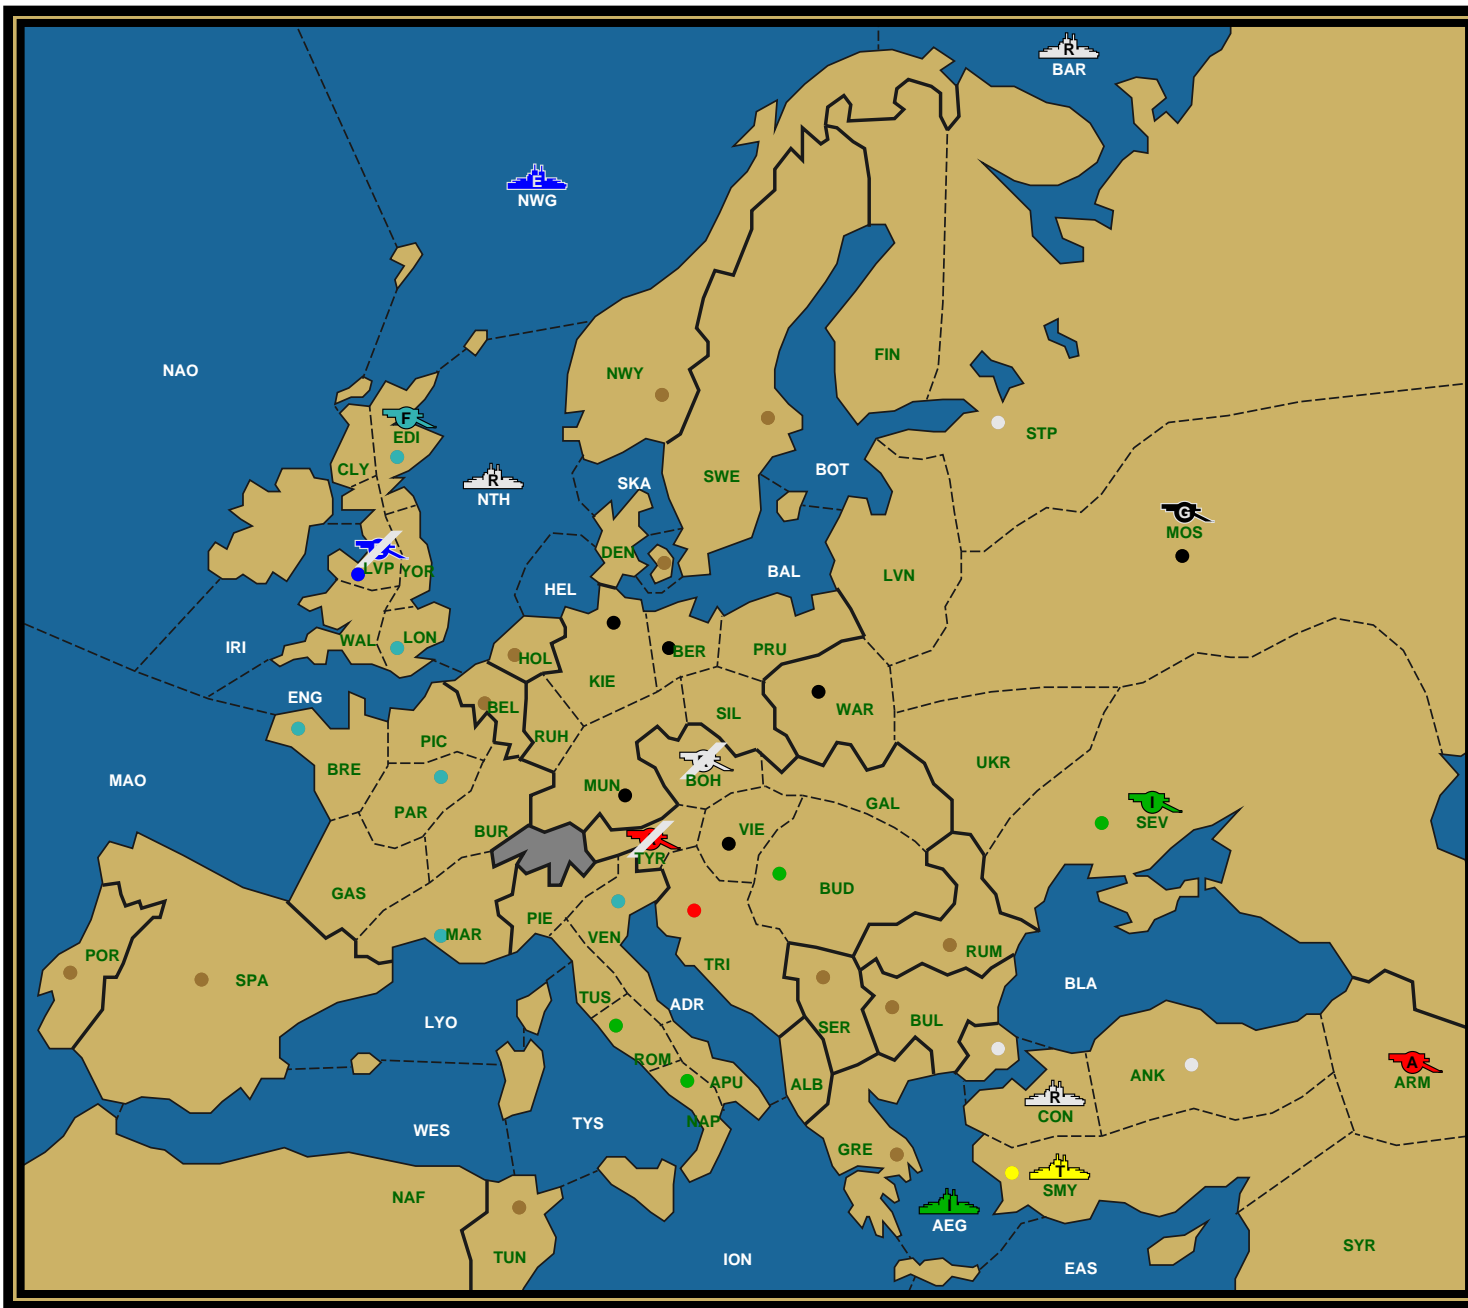 R
BAR
E
NWG
NAO
FIN
NWY
F
EDI
STP
CLY
SWE
BOT
SKA
R
NTH
G
MOS
DEN
LVP
YOR
HEL
BAL
LVN
IRI
WAL
LON
HOL
BER
PRU
KIE
ENG
BEL
SIL
WAR
PIC
RUH
UKR
BRE
BOH
MAO
MUN
GAL
I
SEV
PAR
BUR
VIE
TYR
BUD
GAS
PIE
VEN
MAR
POR
SPA
TRI
RUM
BLA
TUS
ADR
LYO
SER
BUL
ROM
APU
ALB
ANK
A
ARM
R
CON
NAP
TYS
WES
GRE
T
SMY
NAF
I
AEG
TUN
ION
EAS
SYR